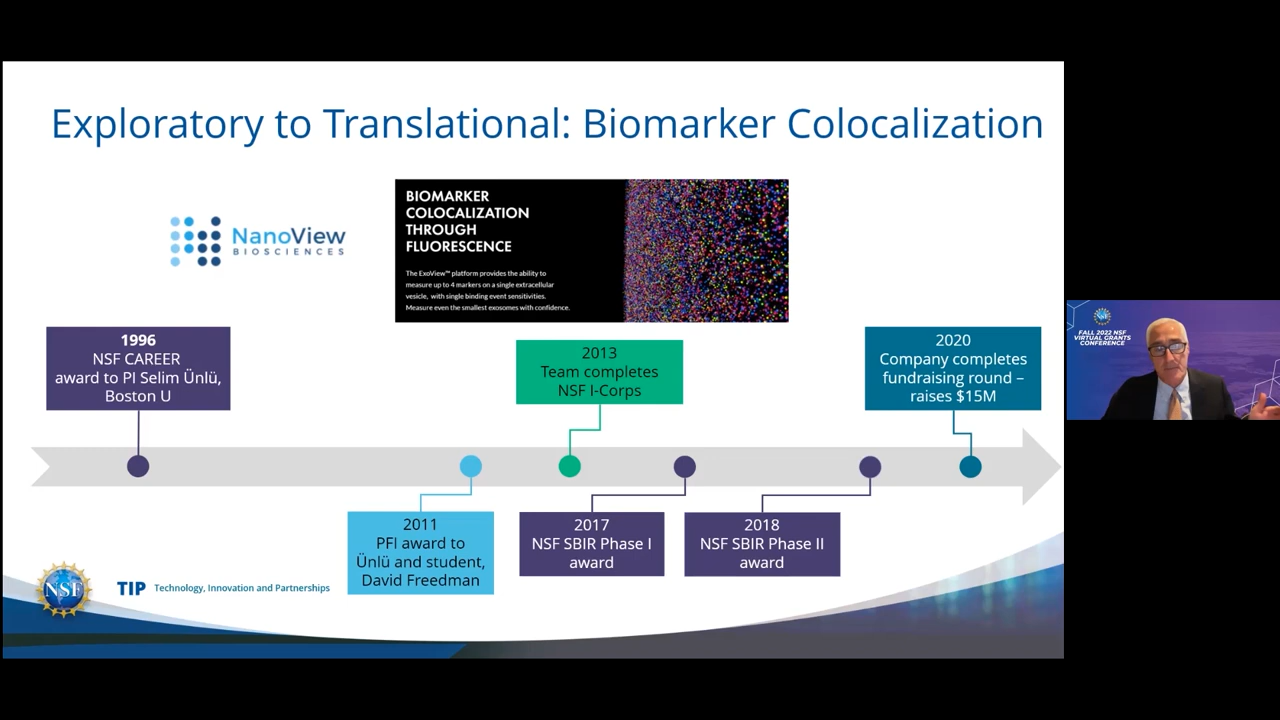 Exploratory to Translational: Biomarker Colocalization
NanoView
BIOSCIENCES
BIOMARKER
COLOCALIZATION
THROUGH
FLUORESCENCE
The ExoView™ platform provides the ability to
measure up to 4 markers on a single extracellular
vesicle, with single binding event sensitivities.
Measure even the smallest exosomes with confidence.
1996
NSF CAREER
award to PI Selim Ünlü,
Boston U
2013
Team completes
NSF I-Corps
2020
Company completes
fundraising round –
raises $15M
2011
PFI award to
Ünlü and student,
David Freedman
2017
NSF SBIR Phase I
award
2018
NSF SBIR Phase II
award
NSF
TIP Technology, Innovation and Partnerships
NSF
FALL 2022 NSF
VIRTUAL GRANTS
CONFERENCE